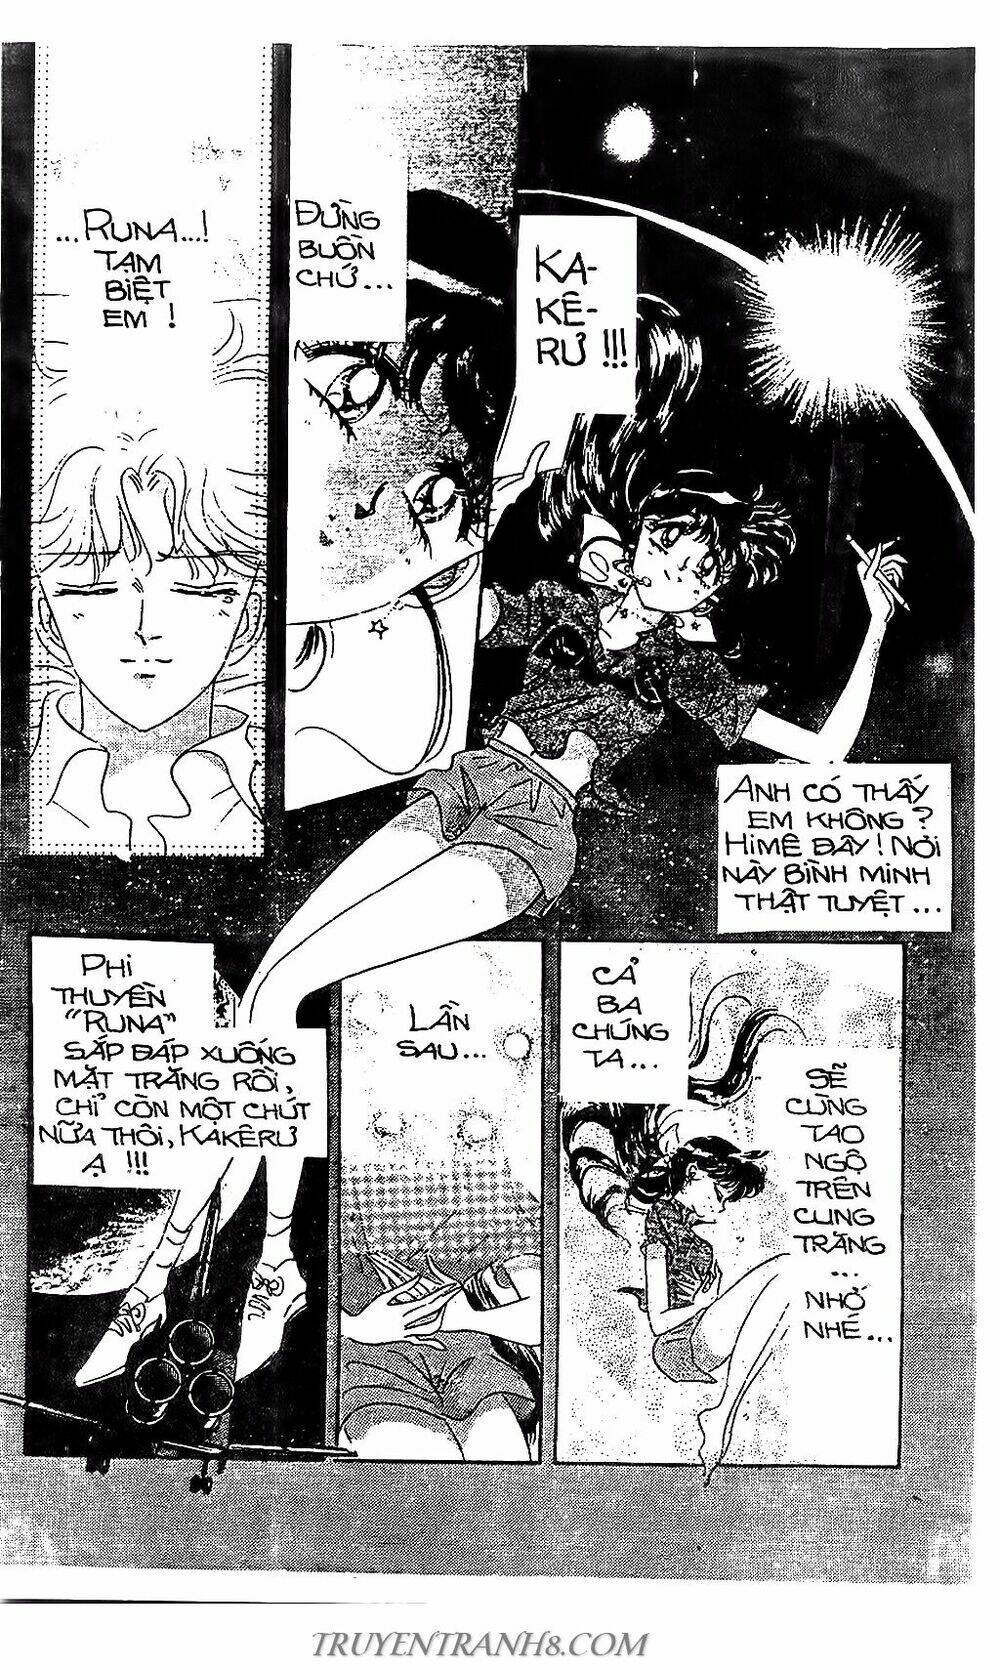 ...RUNA...!
TẠM
BIỆT
EM !
ĐỪNG
BUỒN
CHỨ...
KA-
KÊ-
RƯ !!!
ANH CÓ THẤY
EM KHÔNG ?
HIMÊ ĐÂY ! NƠI
NÀY BÌNH MINH
THẬT TUYỆT ...
PHI
THUYỀN
"RUNA"
SẮP ĐÁP XUỐNG
MẶT TRĂNG RỒI,
CHỈ CÒN MỘT CHÚT
NỮA THÔI, KAKÊRƯ
Ạ !!!
LẦN
SAU...
CẢ
BA
CHÚNG
TA...
SẼ
CÙNG
TAO
NGỘ
TRÊN
CUNG
TRĂNG
...
NHỚ
NHÉ...
TRUYENTRANH8.COM